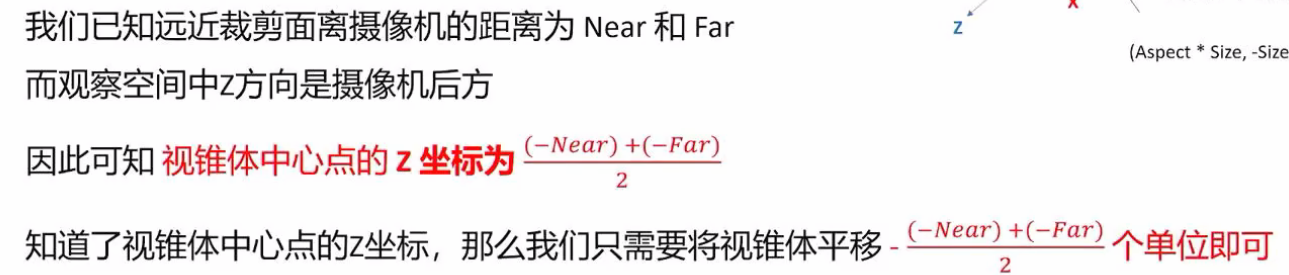 我们已知远近裁剪面离摄像机的距离为 Near 和 Far
Z
X
(Aspect * Size, -Size
而观察空间中Z方向是摄像机后方
因此可知 视锥体中心点的 Z 坐标为 \frac{(-Near)+(-Far)}{2}
知道了视锥体中心点的Z坐标，那么我们只需要将视锥体平移 - \frac{(-Near)+(-Far)}{2} 个单位即可